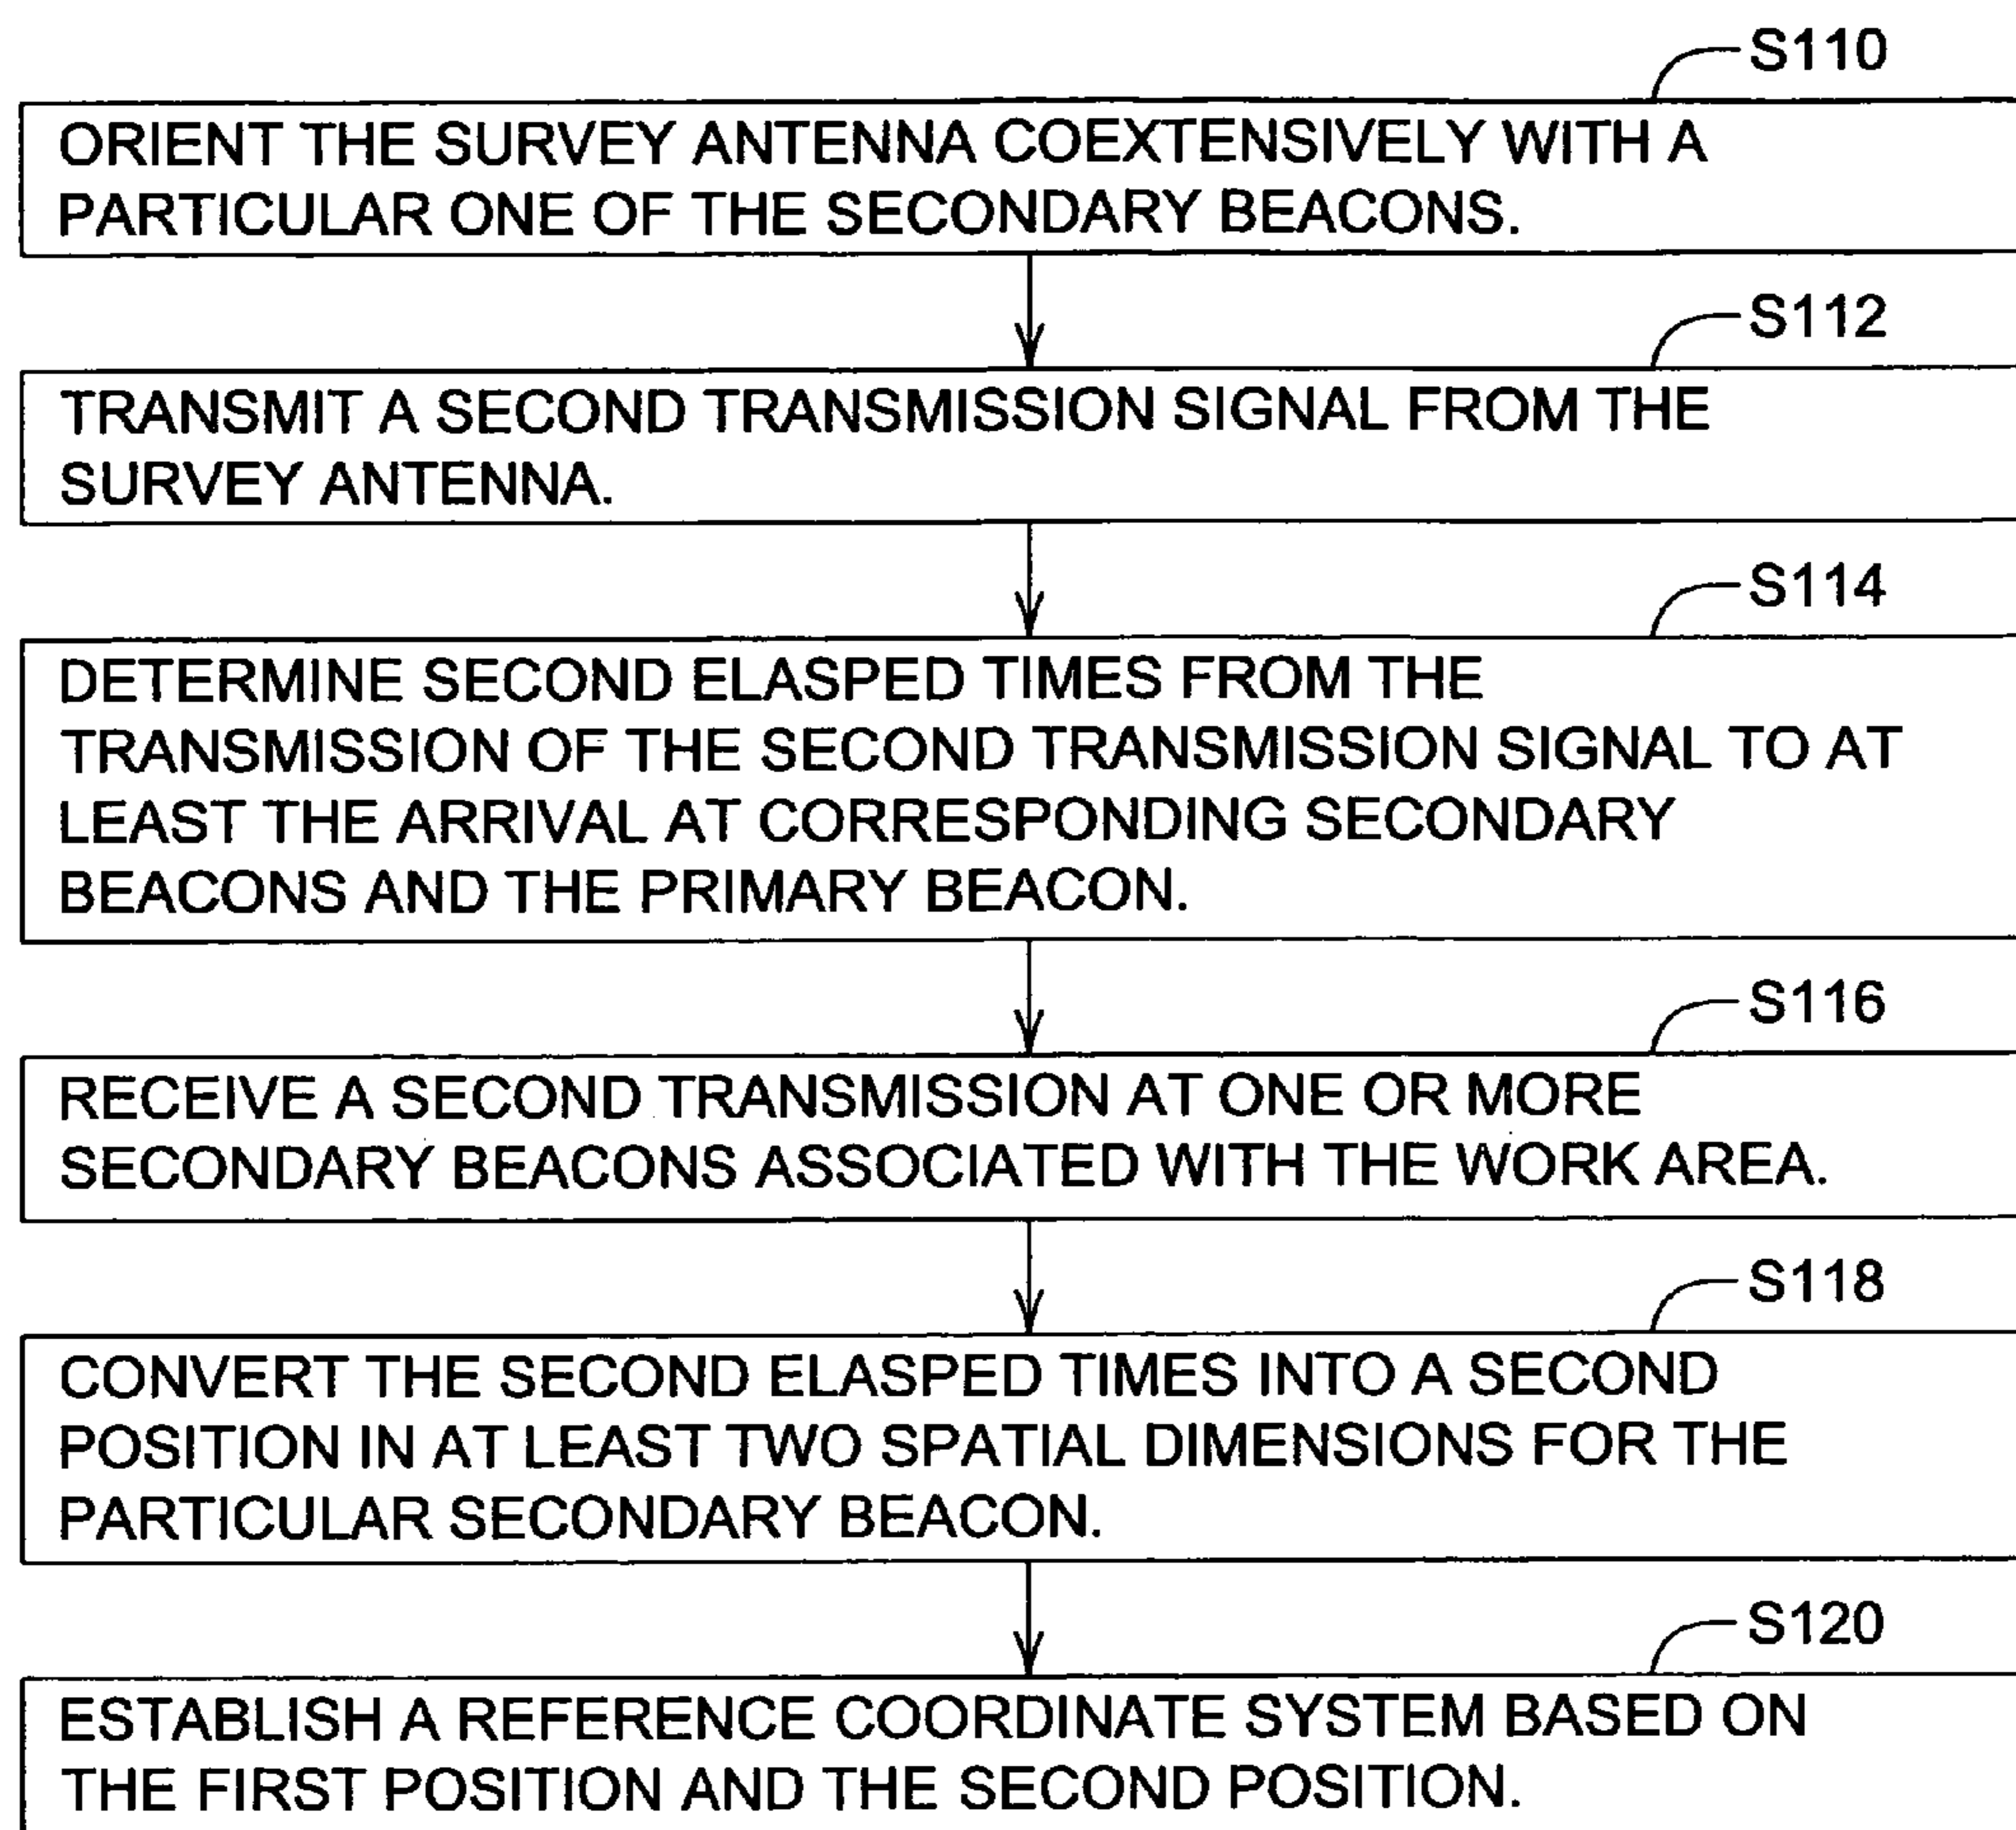 S110
ORIENT THE SURVEY ANTENNA COEXTENSIVELY WITH A
PARTICULAR ONE OF THE SECONDARY BEACONS.
S112
TRANSMIT A SECOND TRANSMISSION SIGNAL FROM THE
SURVEY ANTENNA.
S114
DETERMINE SECOND ELASPED TIMES FROM THE
TRANSMISSION OF THE SECOND TRANSMISSION SIGNAL TO AT
LEAST THE ARRIVAL AT CORRESPONDING SECONDARY
BEACONS AND THE PRIMARY BEACON.
S116
RECEIVE A SECOND TRANSMISSION AT ONE OR MORE
SECONDARY BEACONS ASSOCIATED WITH THE WORK AREA.
S118
CONVERT THE SECOND ELASPED TIMES INTO A SECOND
POSITION IN AT LEAST TWO SPATIAL DIMENSIONS FOR THE
PARTICULAR SECONDARY BEACON.
S120
ESTABLISH A REFERENCE COORDINATE SYSTEM BASED ON
THE FIRST POSITION AND THE SECOND POSITION.